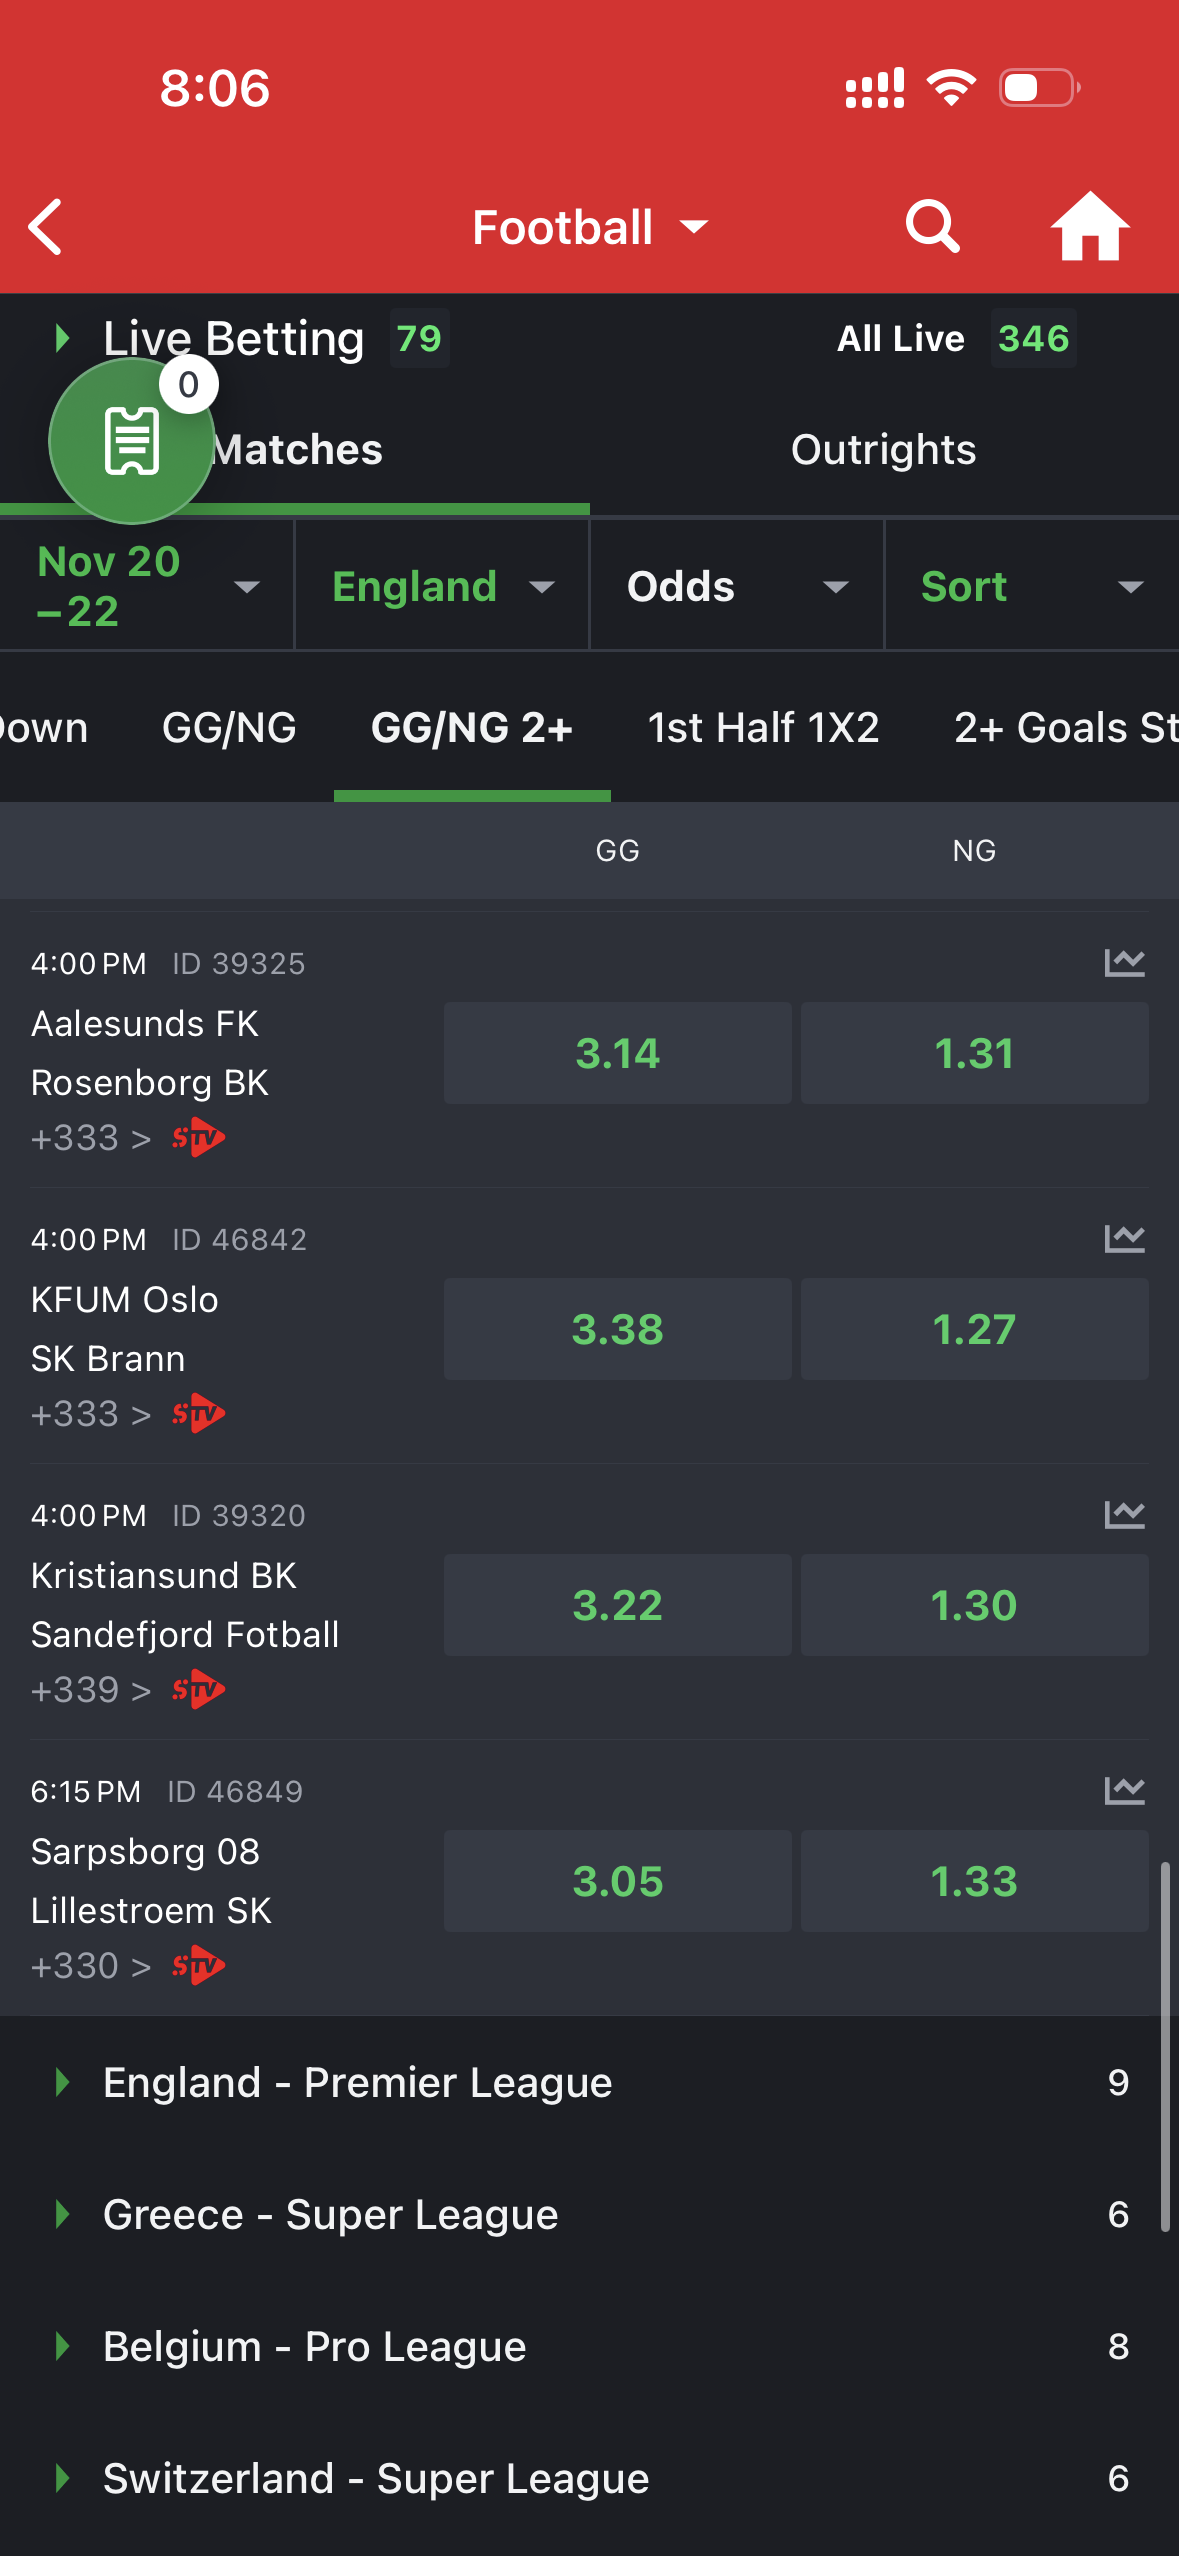 8:06
Football
Live Betting 79 All Live 346
0
Matches Outrights
Nov 20
–22
England Odds Sort
Down GG/NG GG/NG 2+ 1st Half 1X2 2+ Goals St
GG NG
4:00 PM ID 39325
Aalesunds FK
Rosenborg BK
3.14 1.31
+333 > STV
4:00 PM ID 46842
KFUM Oslo
SK Brann
3.38 1.27
+333 > STV
4:00 PM ID 39320
Kristiansund BK
Sandefjord Fotball
3.22 1.30
+339 > STV
6:15 PM ID 46849
Sarpsborg 08
Lillestroem SK
3.05 1.33
+330 > STV
England - Premier League 9
Greece - Super League 6
Belgium - Pro League 8
Switzerland - Super League 6